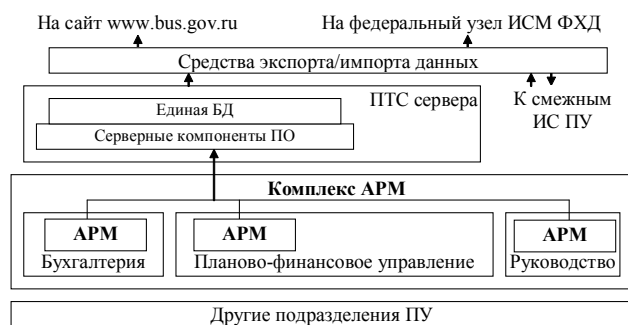 На сайт www.bus.gov.ru
На федеральный узел ИСМ ФХД
Средства экспорта/импорта данных
ПТС сервера
К смежным
ИС ПУ
Единая БД
Серверные компоненты ПО
Комплекс АРМ
АРМ
АРМ
АРМ
Бухгалтерия
Планово-финансовое управление
Руководство
Другие подразделения ПУ